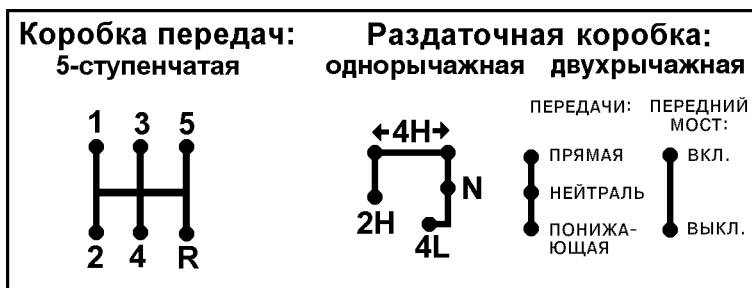 Коробка передач:
5-ступенчатая
1 3 5
2 4 R
Раздаточная коробка:
однорычажная двухрычажная
4H
N
2H
4L
ПЕРЕДАЧИ:
ПРЯМАЯ
НЕЙТРАЛЬ
ПОНИЖА-
ЮЩАЯ
ПЕРЕДНИЙ
МОСТ:
ВКЛ.
ВЫКЛ.